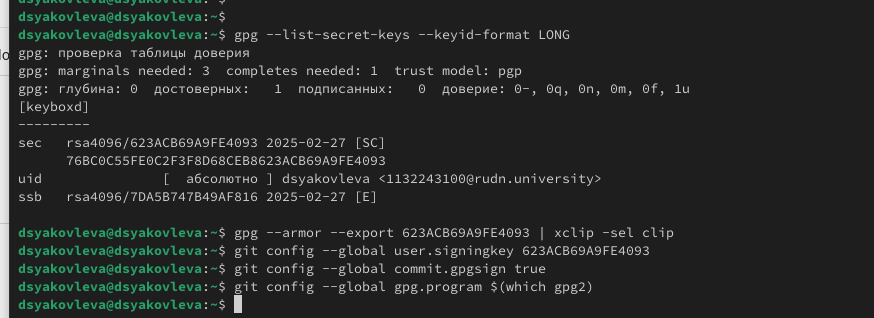 dsyakovleva@dsyakovleva:~$
dsyakovleva@dsyakovleva:~$ gpg --list-secret-keys --keyid-format LONG
gpg: проверка таблицы доверия
gpg: marginals needed: 3  completes needed: 1  trust model: pgp
gpg: глубина: 0  достоверных:   1  подписанных:   0  доверие: 0-, 0q, 0n, 0m, 0f, 1u
[keyboxd]
---------
sec   rsa4096/623ACB69A9FE4093 2025-02-27 [SC]
      76BC0C55FE0C2F3F8D68CEB8623ACB69A9FE4093
uid              [  абсолютно ] dsyakovleva <1132243100@rudn.university>
ssb   rsa4096/7DA5B747B49AF816 2025-02-27 [E]

dsyakovleva@dsyakovleva:~$ gpg --armor --export 623ACB69A9FE4093 | xclip -sel clip
dsyakovleva@dsyakovleva:~$ git config --global user.signingkey 623ACB69A9FE4093
dsyakovleva@dsyakovleva:~$ git config --global commit.gpgsign true
dsyakovleva@dsyakovleva:~$ git config --global gpg.program $(which gpg2)
dsyakovleva@dsyakovleva:~$